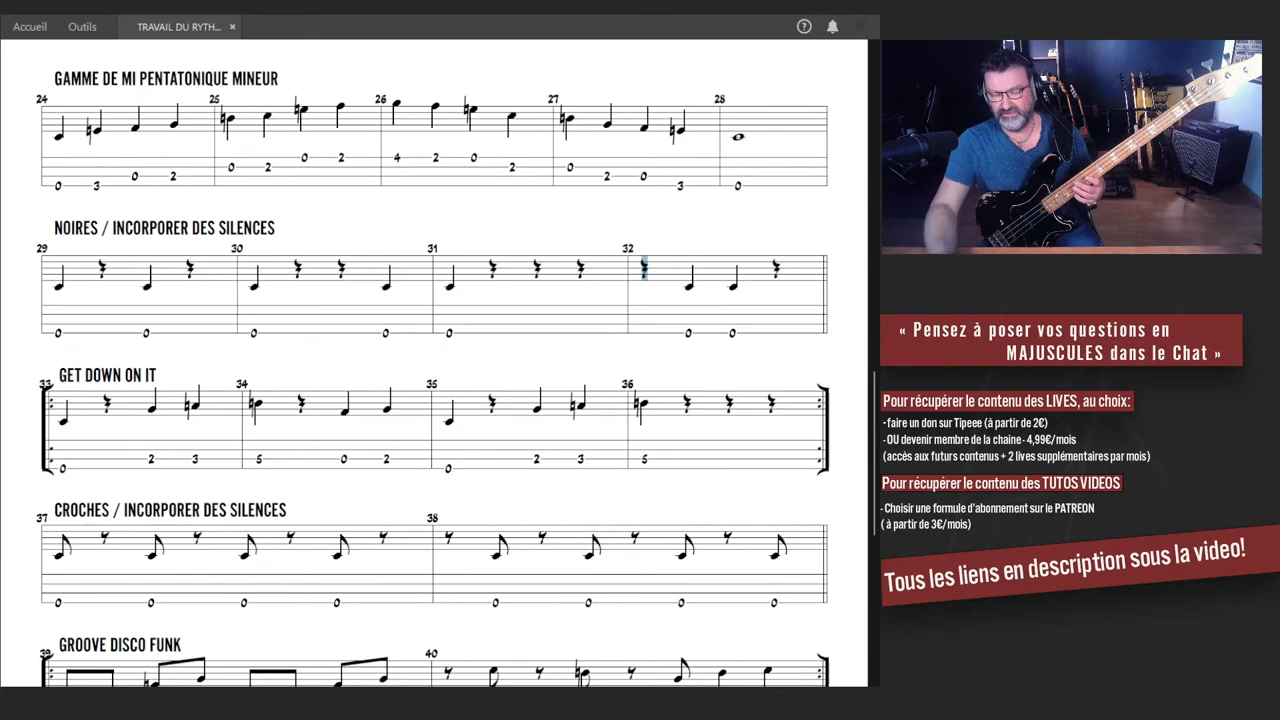 Accueil Outils TRAVAIL DU RYTH... × ?
GAMME DE MI PENTATONIQUE MINEUR
24 25 26 27 28
0 3 0 2 0 2 0 2 4 2 0 2 0 2 0 3 0
NOIRES / INCORPORER DES SILENCES
29 30 31 32
0 0 0 0 0 0 0
GET DOWN ON IT
33 34 35 36
0 2 3 5 0 2 0 2 3 5
CROCHES / INCORPORER DES SILENCES
37 38
0 0 0 0 0 0 0 0
GROOVE DISCO FUNK
39 40
« Pensez à poser vos questions en
MAJUSCULES dans le Chat »
Pour récupérer le contenu des LIVES, au choix:
-faire un don sur Tipeee (à partir de 2€)
- OU devenir membre de la chaine - 4,99€/mois
(accès aux futurs contenus + 2 lives supplémentaires par mois)
Pour récupérer le contenu des TUTOS VIDEOS
- Choisir une formule d'abonnement sur le PATREON
( à partir de 3€/mois)
Tous les liens en description sous la video!